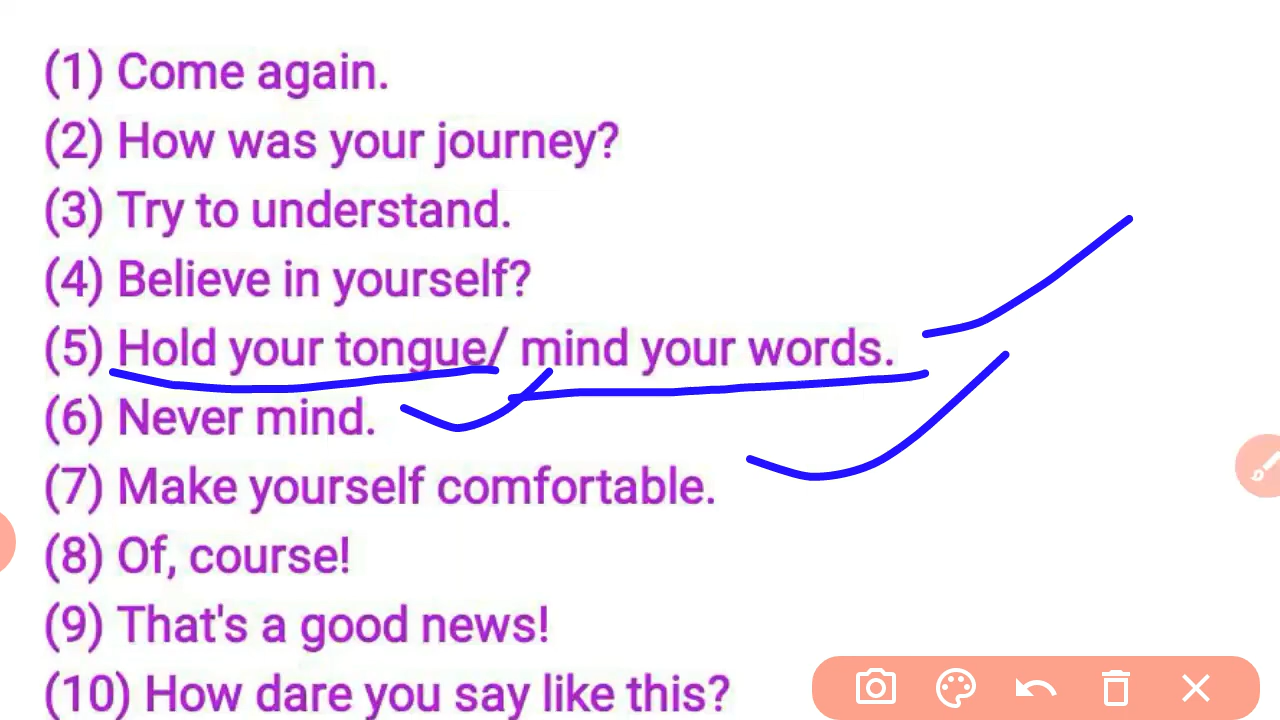 (1) Come again.
(2) How was your journey?
(3) Try to understand.
(4) Believe in yourself?
(5) Hold your tongue/ mind your words.
(6) Never mind.
(7) Make yourself comfortable.
(8) Of, course!
(9) That's a good news!
(10) How dare you say like this?